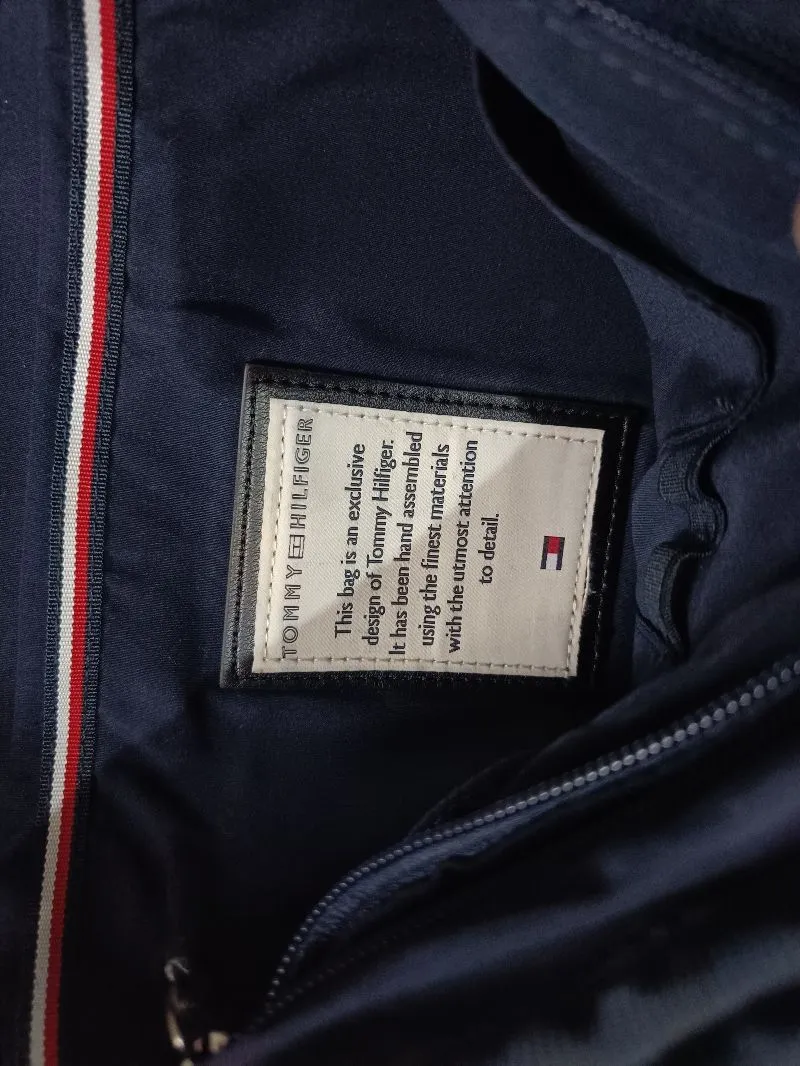 TOMMY HILFIGER
This bag is an exclusive
design of Tommy Hilfiger.
It has been hand assembled
using the finest materials
with the utmost attention
to detail.